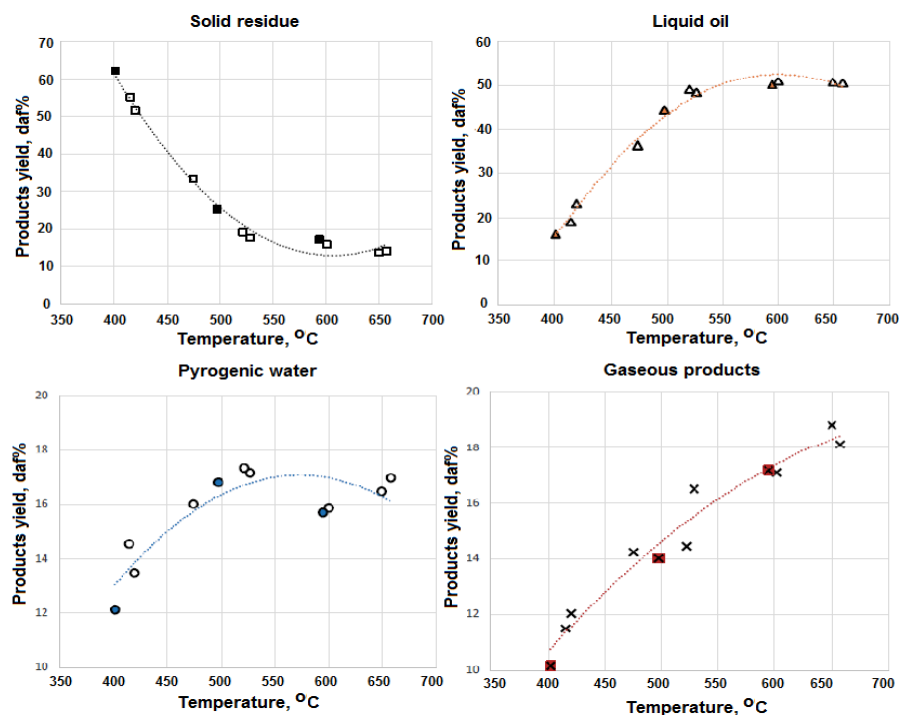 Solid residue
Products yield, daf%
70
60
50
40
30
20
10
0
350 400 450 500 550 600 650 700
Temperature, ºC
Liquid oil
Products yield, daf%
60
50
40
30
20
10
0
350 400 450 500 550 600 650 700
Temperature, ºC
Pyrogenic water
Products yield, daf%
20
18
16
14
12
10
350 400 450 500 550 600 650 700
Temperature, ºC
Gaseous products
Products yield, daf%
20
18
16
14
12
10
350 400 450 500 550 600 650 700
Temperature, ºC